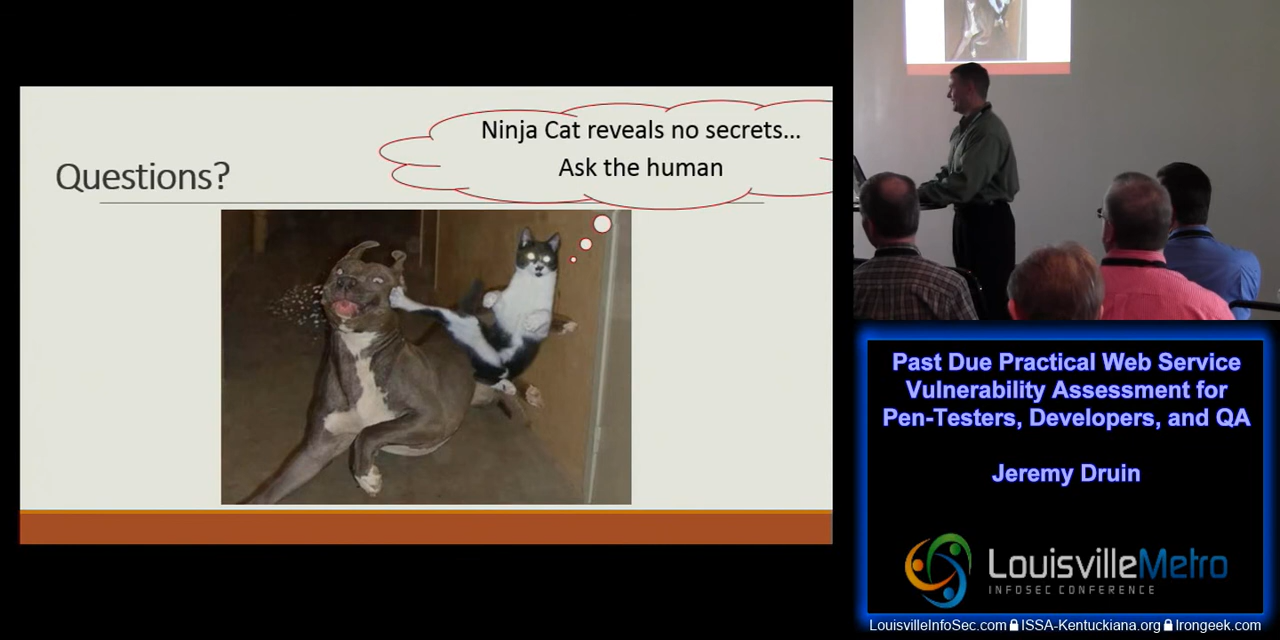 Questions?
Ninja Cat reveals no secrets...
Ask the human
Past Due Practical Web Service
Vulnerability Assessment for
Pen-Testers, Developers, and QA
Jeremy Druin
LouisvilleMetro
INFOSEC CONFERENCE
LouisvilleInfoSec.com ISSA-Kentuckiana.org Irongeek.com